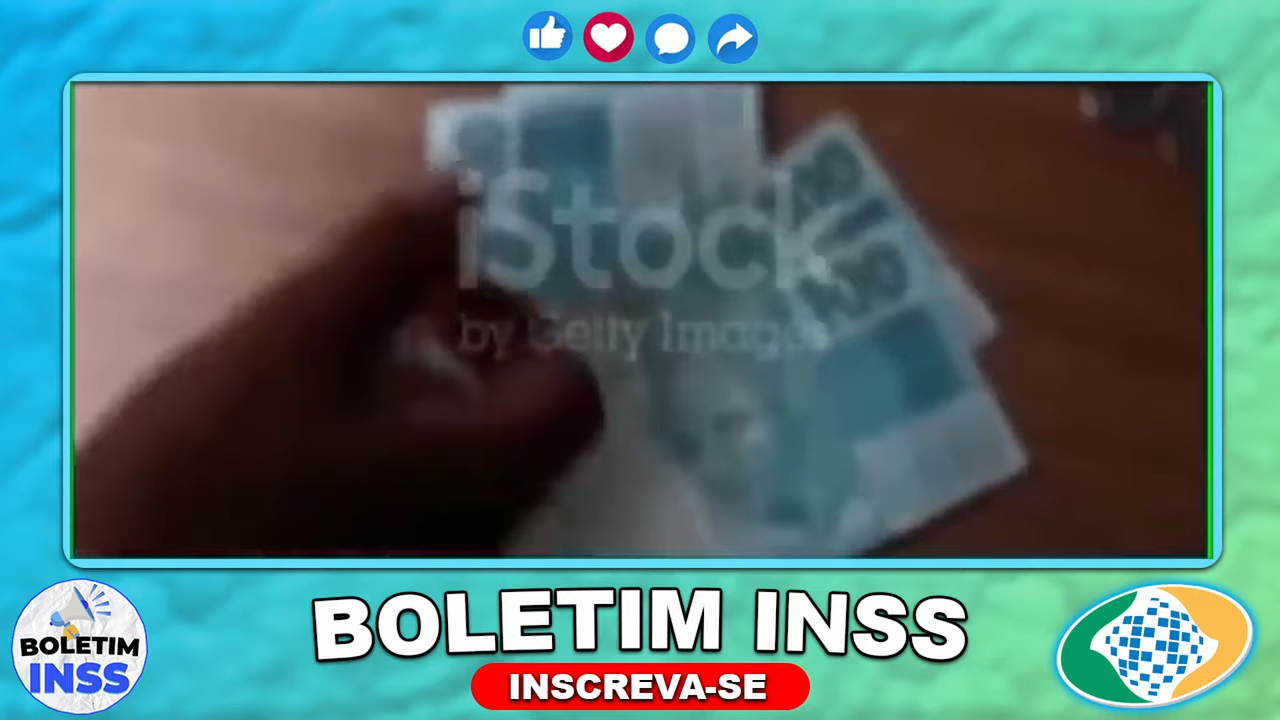 iStock
by Getty Images
BOLETIM INSS
INSCREVA-SE
BOLETIM
INSS